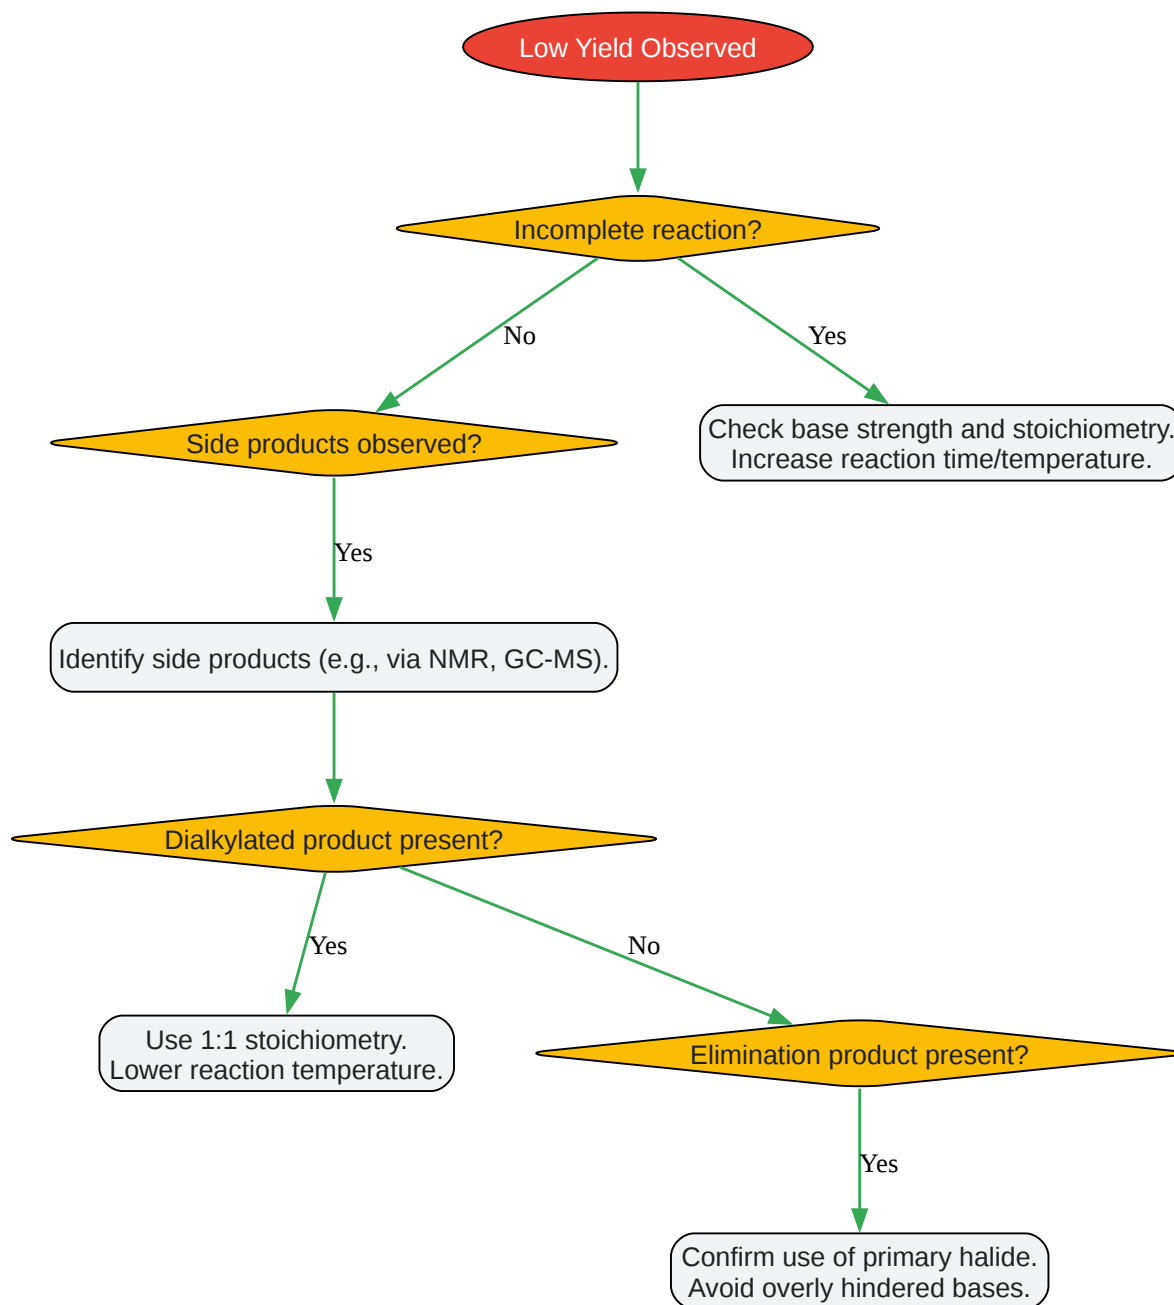 Low Yield Observed
Incomplete reaction?
No
Yes
Side products observed?
Check base strength and stoichiometry.
Increase reaction time/temperature.
Yes
Identify side products (e.g., via NMR, GC-MS).
Dialkylated product present?
Yes
No
Use 1:1 stoichiometry.
Lower reaction temperature.
Elimination product present?
Yes
Confirm use of primary halide.
Avoid overly hindered bases.